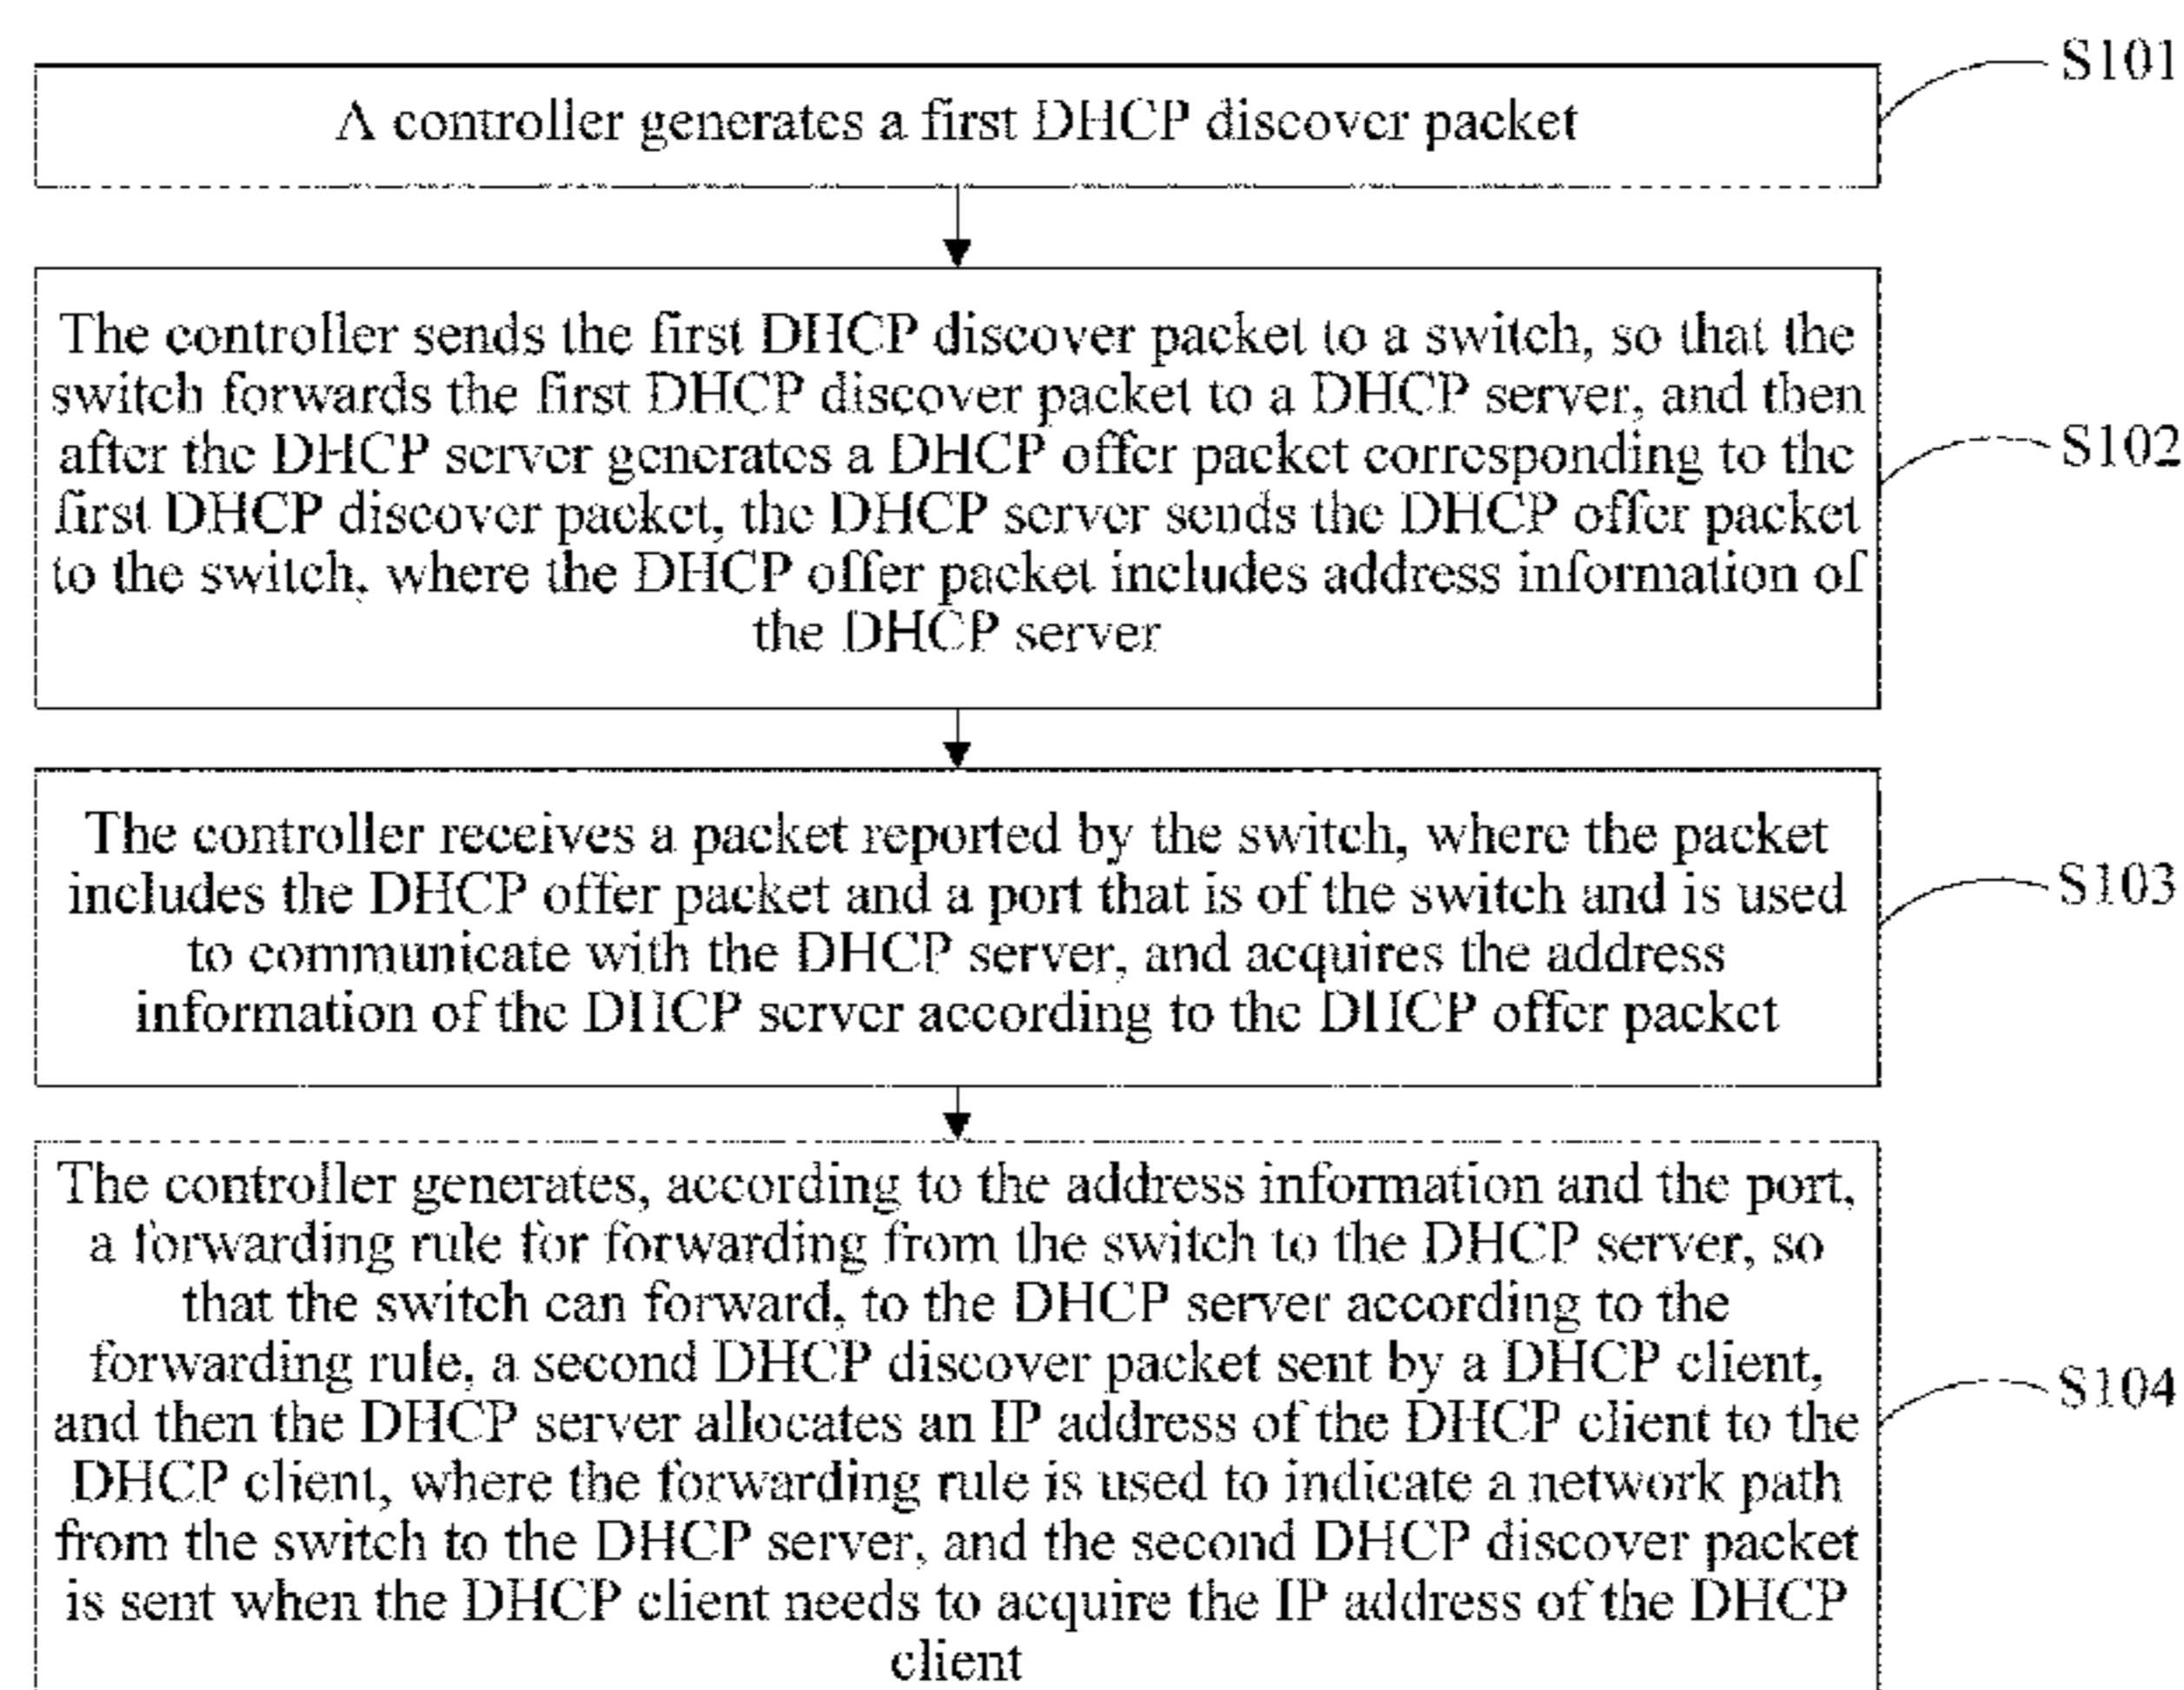 S101
A controller generates a first DHCP discover packet
The controller sends the first DHCP discover packet to a switch, so that the
switch forwards the first DHCP discover packet to a DHCP server, and then
after the DHCP server generates a DHCP offer packet corresponding to the
first DHCP discover packet, the DHCP server sends the DHCP offer packet
to the switch, where the DHCP offer packet includes address information of
the DHCP server
S102
The controller receives a packet reported by the switch, where the packet
includes the DHCP offer packet and a port that is of the switch and is used
to communicate with the DHCP server, and acquires the address
information of the DHCP server according to the DHCP offer packet
S103
The controller generates, according to the address information and the port,
a forwarding rule for forwarding from the switch to the DHCP server, so
that the switch can forward, to the DHCP server according to the
forwarding rule, a second DHCP discover packet sent by a DHCP client,
and then the DHCP server allocates an IP address of the DHCP client to the
DHCP client, where the forwarding rule is used to indicate a network path
from the switch to the DHCP server, and the second DHCP discover packet
is sent when the DHCP client needs to acquire the IP address of the DHCP
client
S104